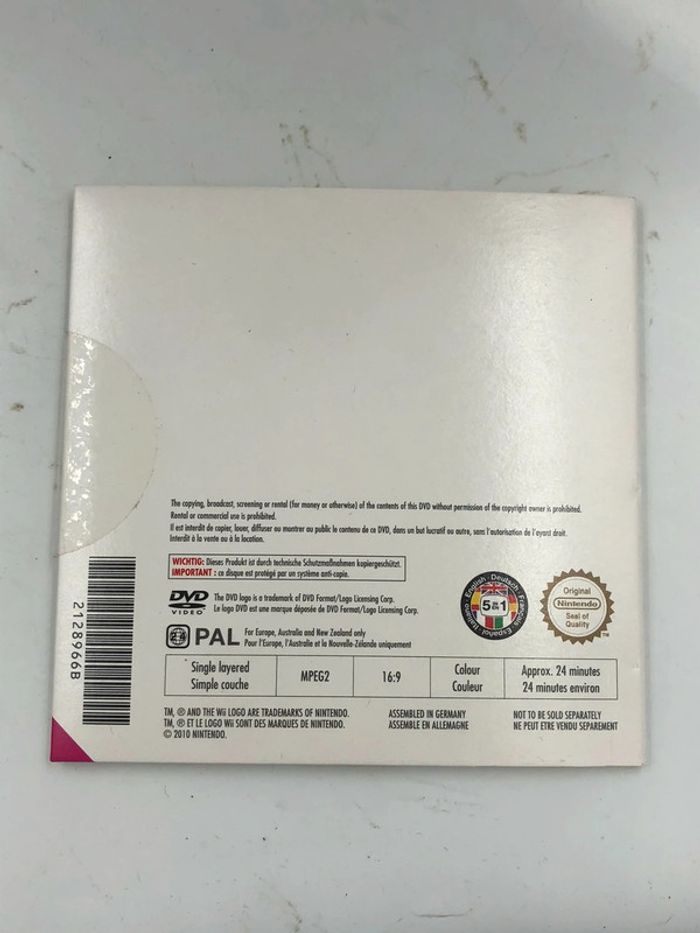 The copying, broadcast, screening or rental (for money or otherwise) of the contents of this DVD without permission of the copyright owner is prohibited.
Rental or commercial use is prohibited.
Il est interdit de copier, louer, diffuser ou montrer au public le contenu de ce DVD, dans un but lucratif ou autre, sans l'autorisation de l'ayant droit.
Interdit à la vente ou à la location.
WICHTIG: Dieses Produkt ist durch technische Schutzmaßnahmen kopiergeschützt.
IMPORTANT : ce disque est protégé par un système anti-copie.
DVD VIDEO
The DVD logo is a trademark of DVD Format/Logo Licensing Corp.
Le logo DVD est une marque déposée de DVD Format/Logo Licensing Corp.
English · Deutsch · Français · Español · Italiano
5 in 1
Original
Nintendo
Seal of
Quality
TM
2 4 PAL
For Europe, Australia and New Zealand only
Pour l'Europe, l'Australie et la Nouvelle-Zélande uniquement
Single layered
Simple couche
MPEG2
16:9
Colour
Couleur
Approx. 24 minutes
24 minutes environ
TM, ® AND THE Wii LOGO ARE TRADEMARKS OF NINTENDO.
TM, ® ET LE LOGO Wii SONT DES MARQUES DE NINTENDO.
© 2010 NINTENDO.
ASSEMBLED IN GERMANY
ASSEMBLE EN ALLEMAGNE
NOT TO BE SOLD SEPARATELY
NE PEUT ETRE VENDU SEPAREMENT
2128966B